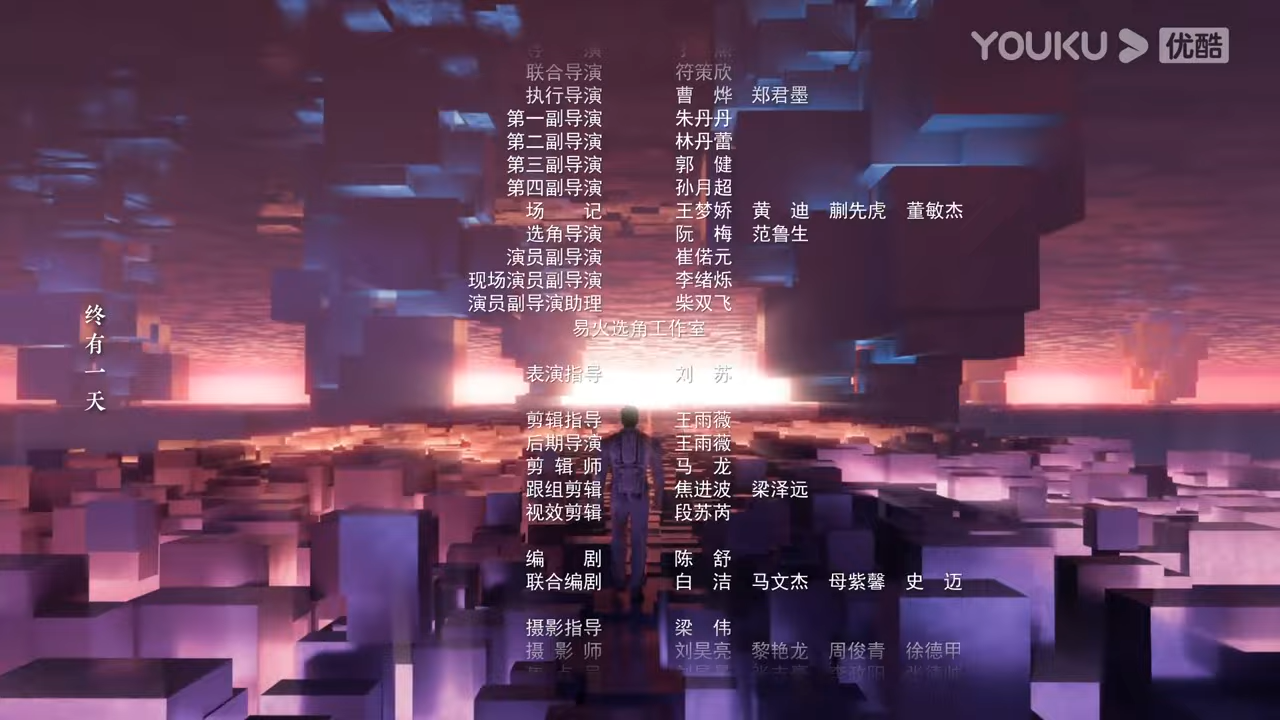 YOUKU 优酷
联合导演 符策欣
执行导演 曹 烨 郑君墨
第一副导演 朱丹丹
第二副导演 林丹蕾
第三副导演 郭 健
第四副导演 孙月超
场 记 王梦娇 黄 迪 蒯先虎 董敏杰
选角导演 阮 梅 范鲁生
演员副导演 崔偌元
现场演员副导演 李绪烁
演员副导演助理 柴双飞
易火选角工作室
表演指导 刘 苏
剪辑指导 王雨薇
后期导演 王雨薇
剪 辑 师 马 龙
跟组剪辑 焦进波 梁泽远
视效剪辑 段苏芮
编 剧 陈 舒
联合编剧 白 洁 马文杰 母紫馨 史 迈
摄影指导 梁 伟
摄 影 师 刘昊亮 黎艳龙 周俊青 徐德甲
终有一天